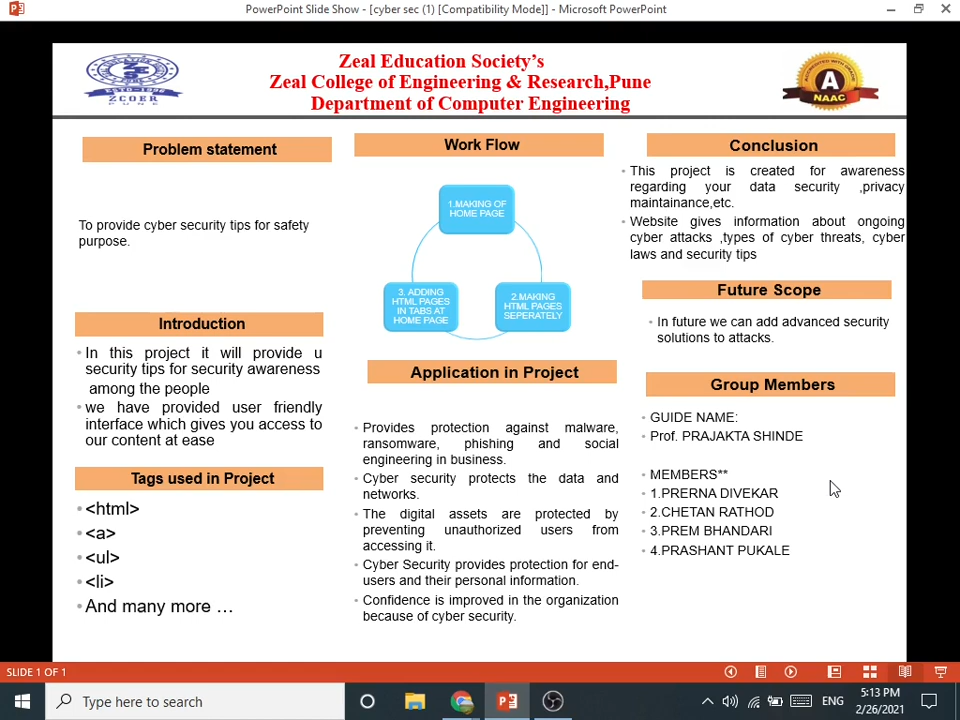 PowerPoint Slide Show - [cyber sec (1) [Compatibility Mode]] - Microsoft PowerPoint
Zeal Education Society's
Zeal College of Engineering & Research,Pune
Department of Computer Engineering
ZCOER
ACCREDITED WITH GRADE
A
NAAC
Problem statement
To provide cyber security tips for safety
purpose.
Introduction
• In this project it will provide u
security tips for security awareness
among the people
• we have provided user friendly
interface which gives you access to
our content at ease
Tags used in Project
• <html>
• <a>
• <ul>
• <li>
• And many more …
Work Flow
1.MAKING OF
HOME PAGE
2.MAKING
HTML PAGES
SEPERATELY
3. ADDING
HTML PAGES
IN TABS AT
HOME PAGE
Application in Project
• Provides protection against malware,
ransomware, phishing and social
engineering in business.
• Cyber security protects the data and
networks.
• The digital assets are protected by
preventing unauthorized users from
accessing it.
• Cyber Security provides protection for end-
users and their personal information.
• Confidence is improved in the organization
because of cyber security.
Conclusion
• This project is created for awareness
regarding your data security ,privacy
maintainance,etc.
• Website gives information about ongoing
cyber attacks ,types of cyber threats, cyber
laws and security tips
Future Scope
• In future we can add advanced security
solutions to attacks.
Group Members
• GUIDE NAME:
• Prof. PRAJAKTA SHINDE
• MEMBERS**
• 1.PRERNA DIVEKAR
• 2.CHETAN RATHOD
• 3.PREM BHANDARI
• 4.PRASHANT PUKALE
SLIDE 1 OF 1
Type here to search
ENG
5:13 PM
2/26/2021